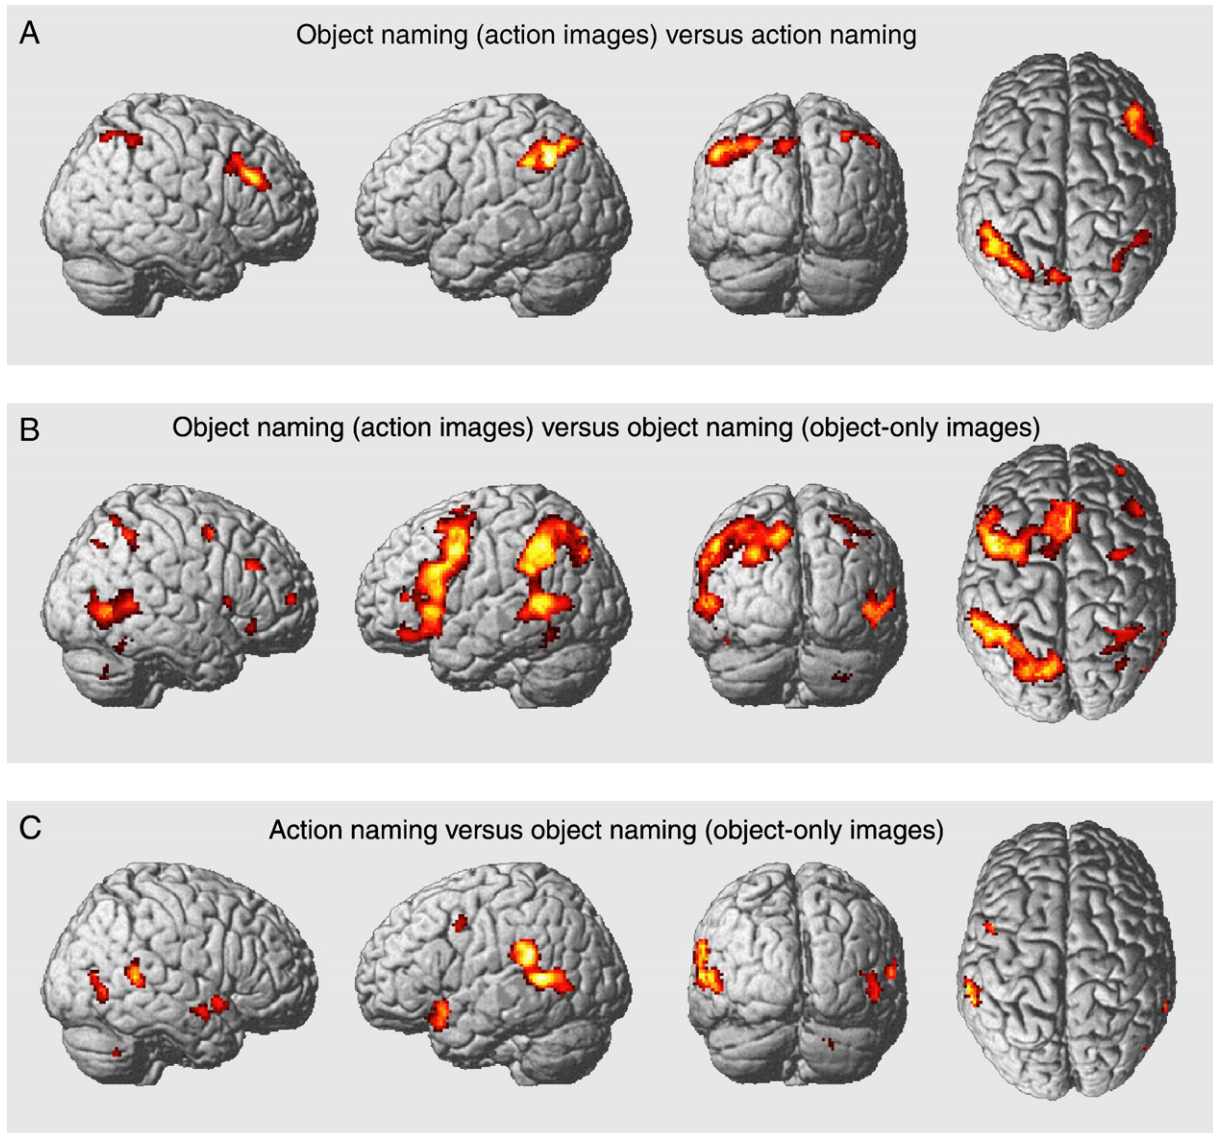 A
Object naming (action images) versus action naming
B
Object naming (action images) versus object naming (object-only images)
C
Action naming versus object naming (object-only images)